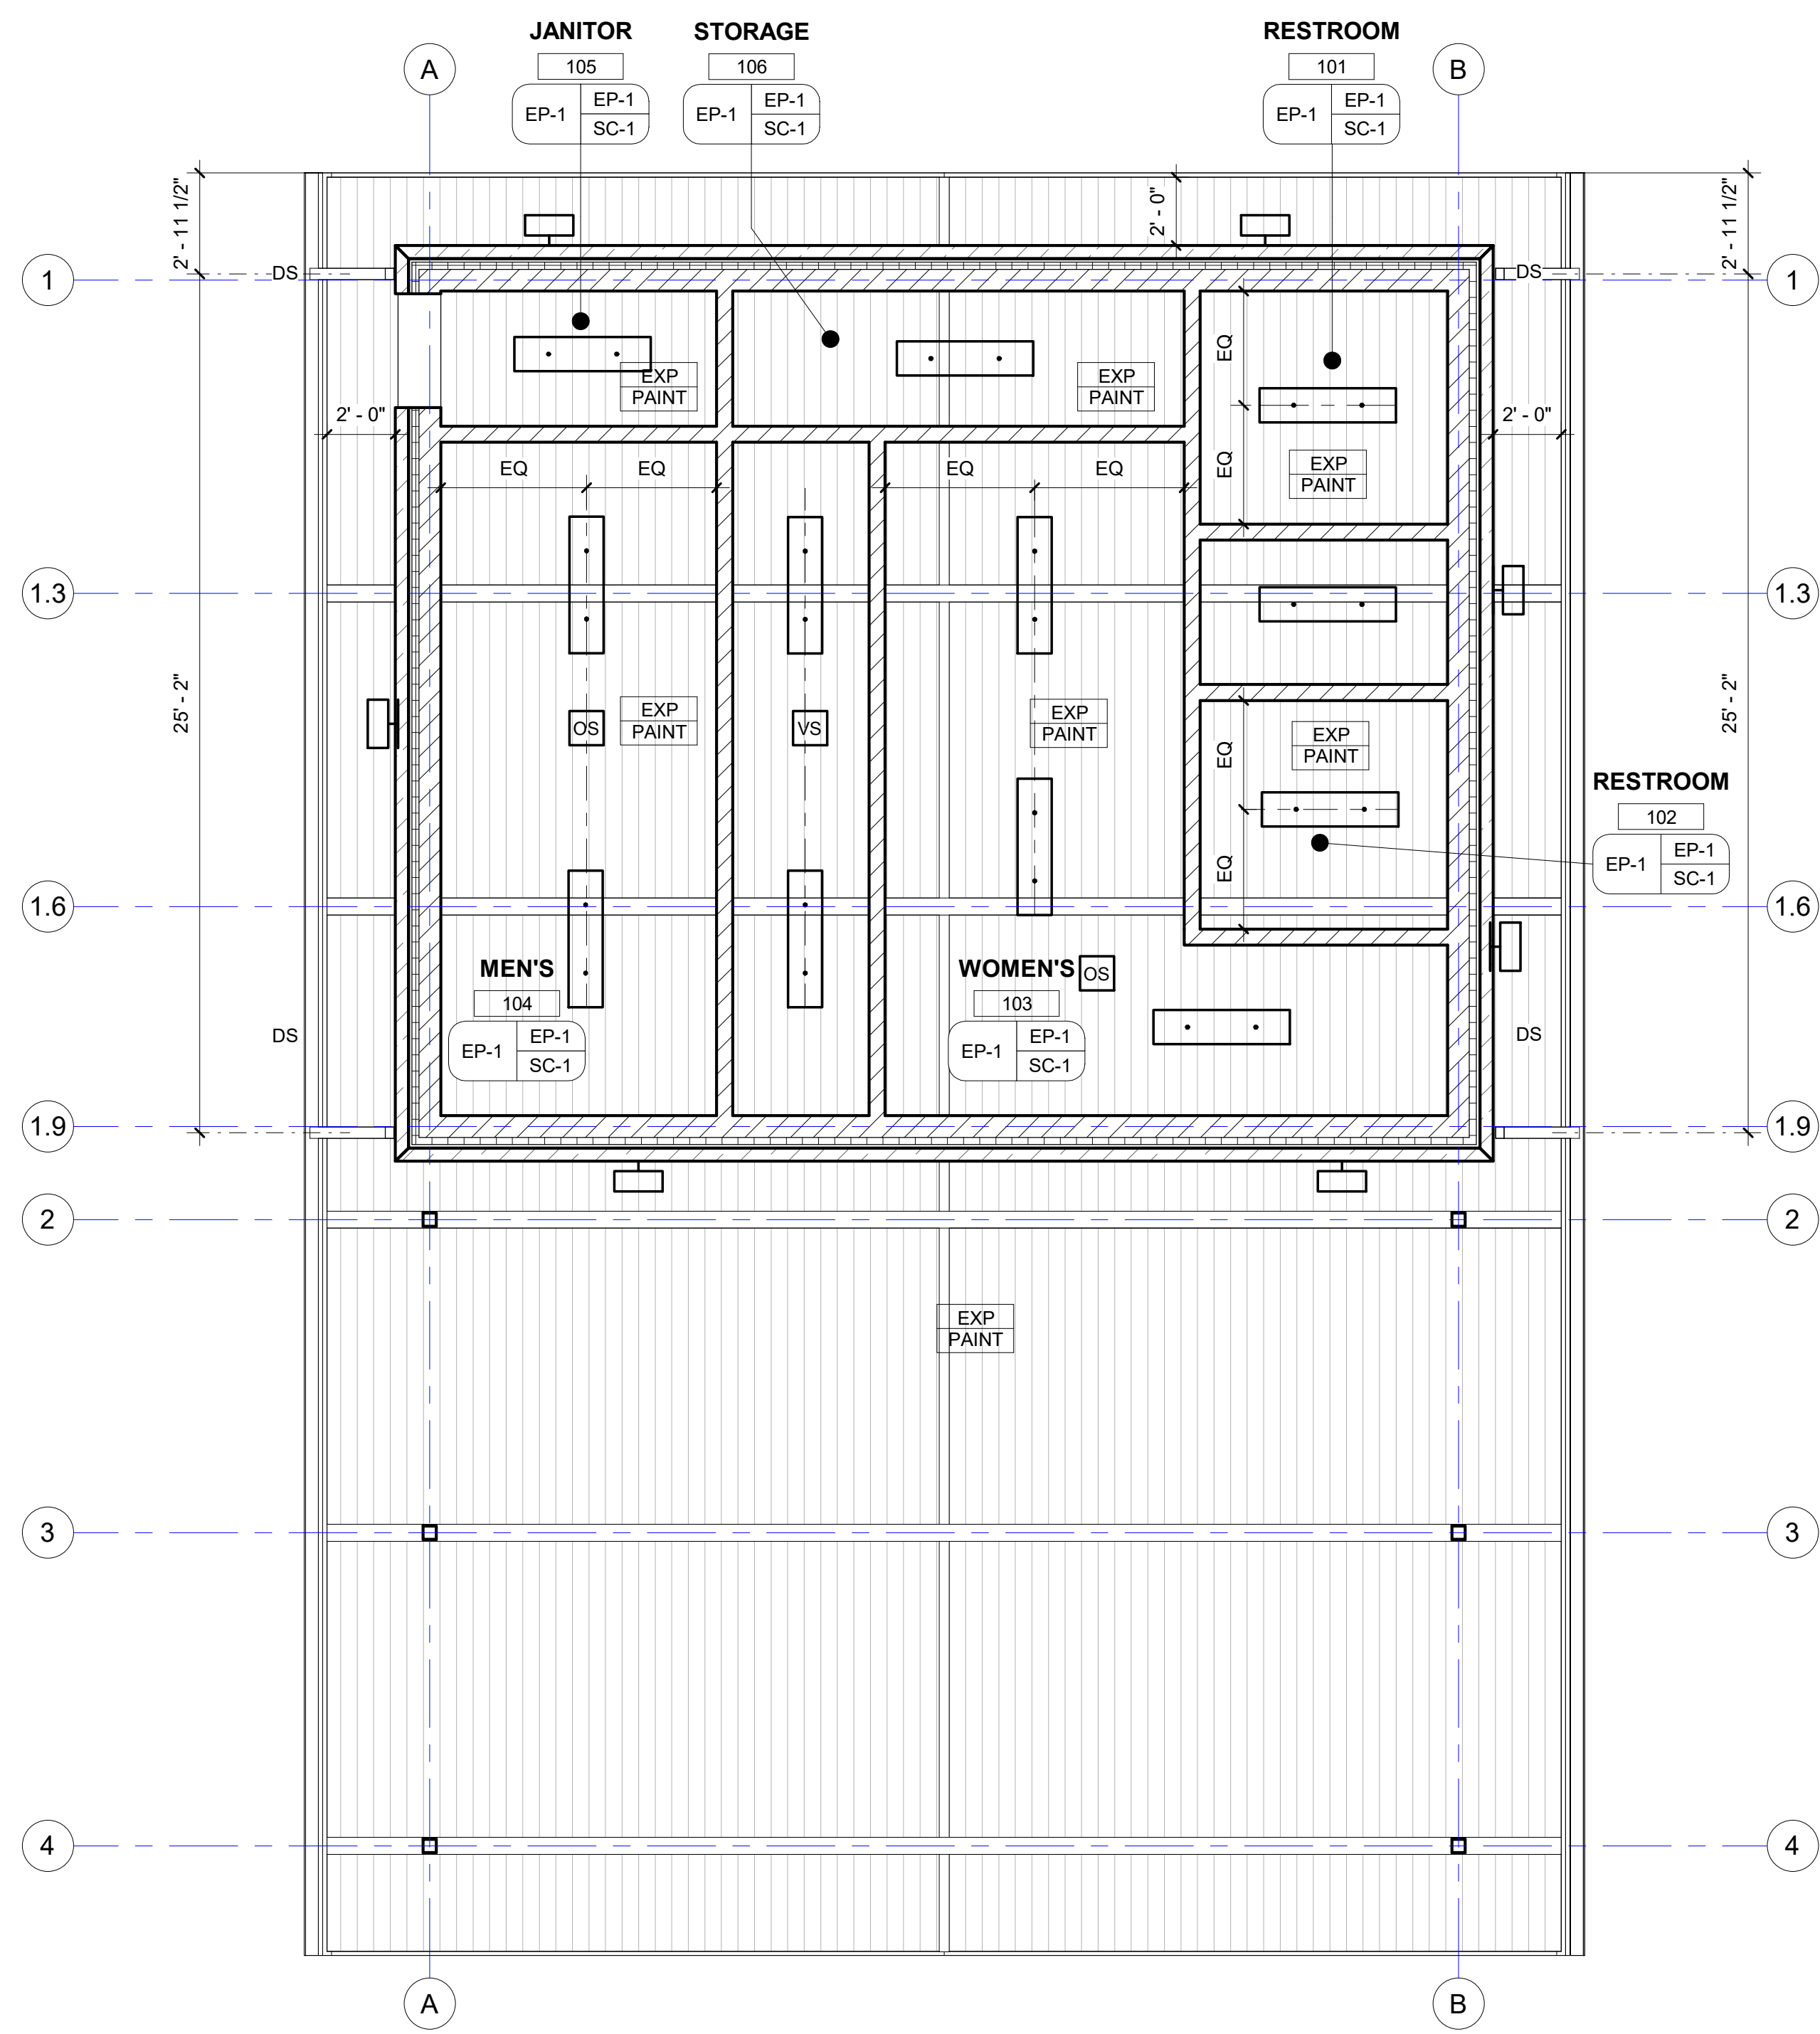 JANITOR
105
EP-1
EP-1
SC-1
STORAGE
106
EP-1
EP-1
SC-1
RESTROOM
101
EP-1
EP-1
SC-1
A
B
2' - 11 1/2"
2' - 0"
2' - 11 1/2"
1
DS
DS
1
EXP
PAINT
EXP
PAINT
EQ
EQ
2' - 0"
2' - 0"
EXP
PAINT
EQ
EQ
EQ
EQ
1.3
1.3
25' - 2"
25' - 2"
OS
EXP
PAINT
VS
EXP
PAINT
EQ
EQ
EXP
PAINT
RESTROOM
102
EP-1
EP-1
SC-1
1.6
1.6
MEN'S
104
EP-1
EP-1
SC-1
WOMEN'S
103
EP-1
EP-1
SC-1
OS
DS
DS
1.9
1.9
2
2
EXP
PAINT
3
3
4
4
A
B